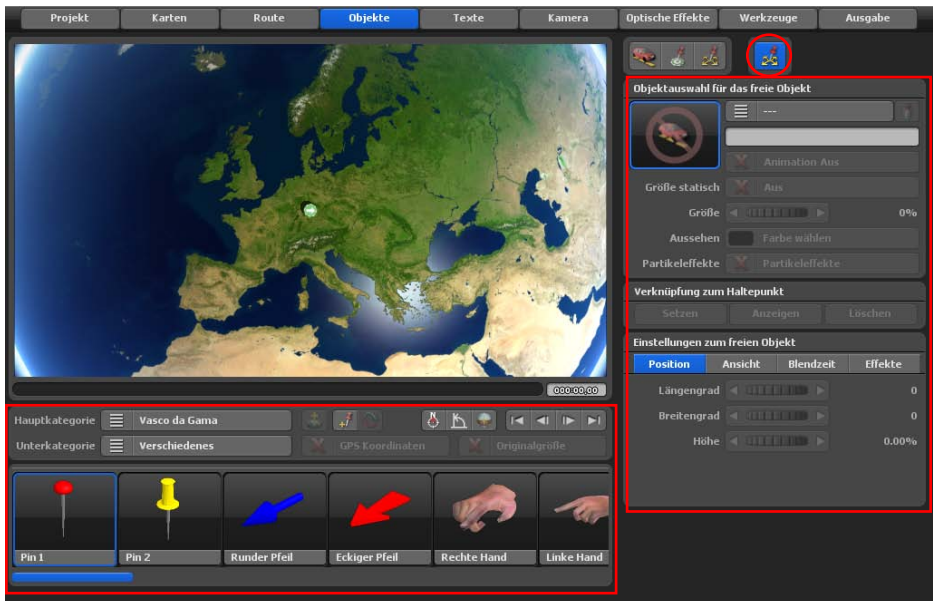 Projekt Karten Route Objekte Texte Kamera Optische Effekte Werkzeuge Ausgabe
Objektauswahl für das freie Objekt
---
Animation Aus
Größe statisch Aus
Größe 0%
Aussehen Farbe wählen
Partikeleffekte Partikeleffekte
Verknüpfung zum Haltepunkt
Setzen Anzeigen Löschen
Einstellungen zum freien Objekt
Position Ansicht Blendzeit Effekte
Längengrad 0
Breitengrad 0
Höhe 0.00%
000:00,00
Hauptkategorie Vasco da Gama
Unterkategorie Verschiedenes GPS Koordinaten Originalgröße
Pin 1 Pin 2 Runder Pfeil Eckiger Pfeil Rechte Hand Linke Hand